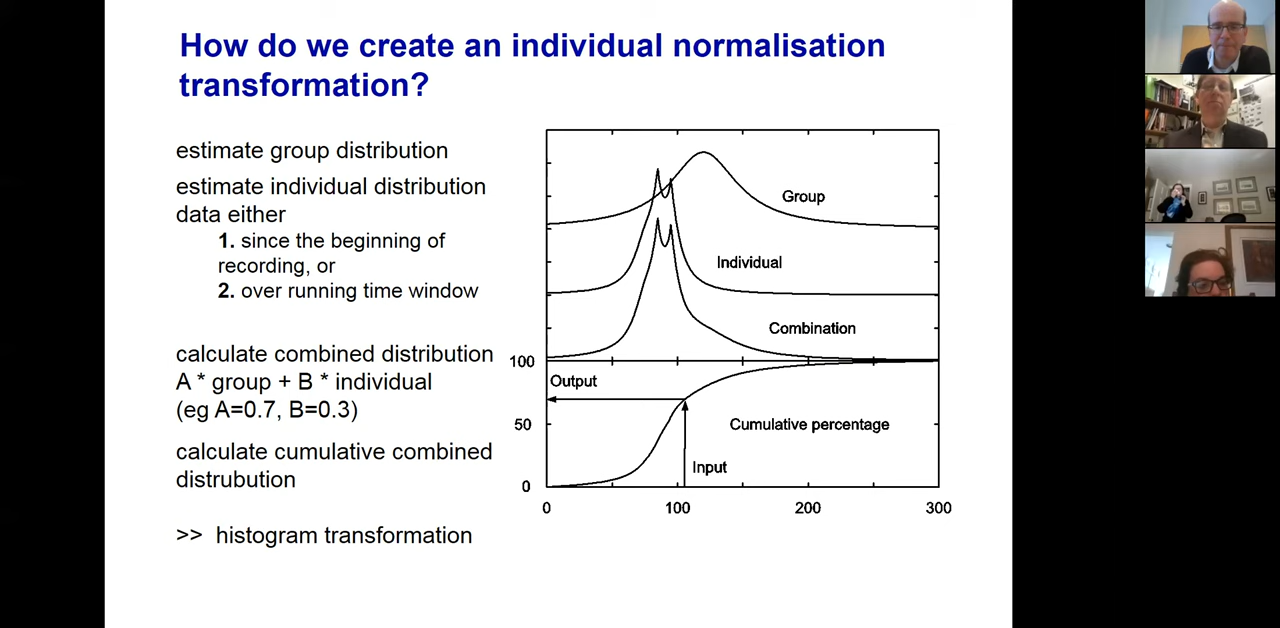 How do we create an individual normalisation
transformation?
estimate group distribution
estimate individual distribution
data either
1. since the beginning of
recording, or
2. over running time window
calculate combined distribution
A * group + B * individual
(eg A=0.7, B=0.3)
calculate cumulative combined
distrubution
>> histogram transformation
Group
Individual
Combination
100
Output
50
Cumulative percentage
Input
0
0
100
200
300